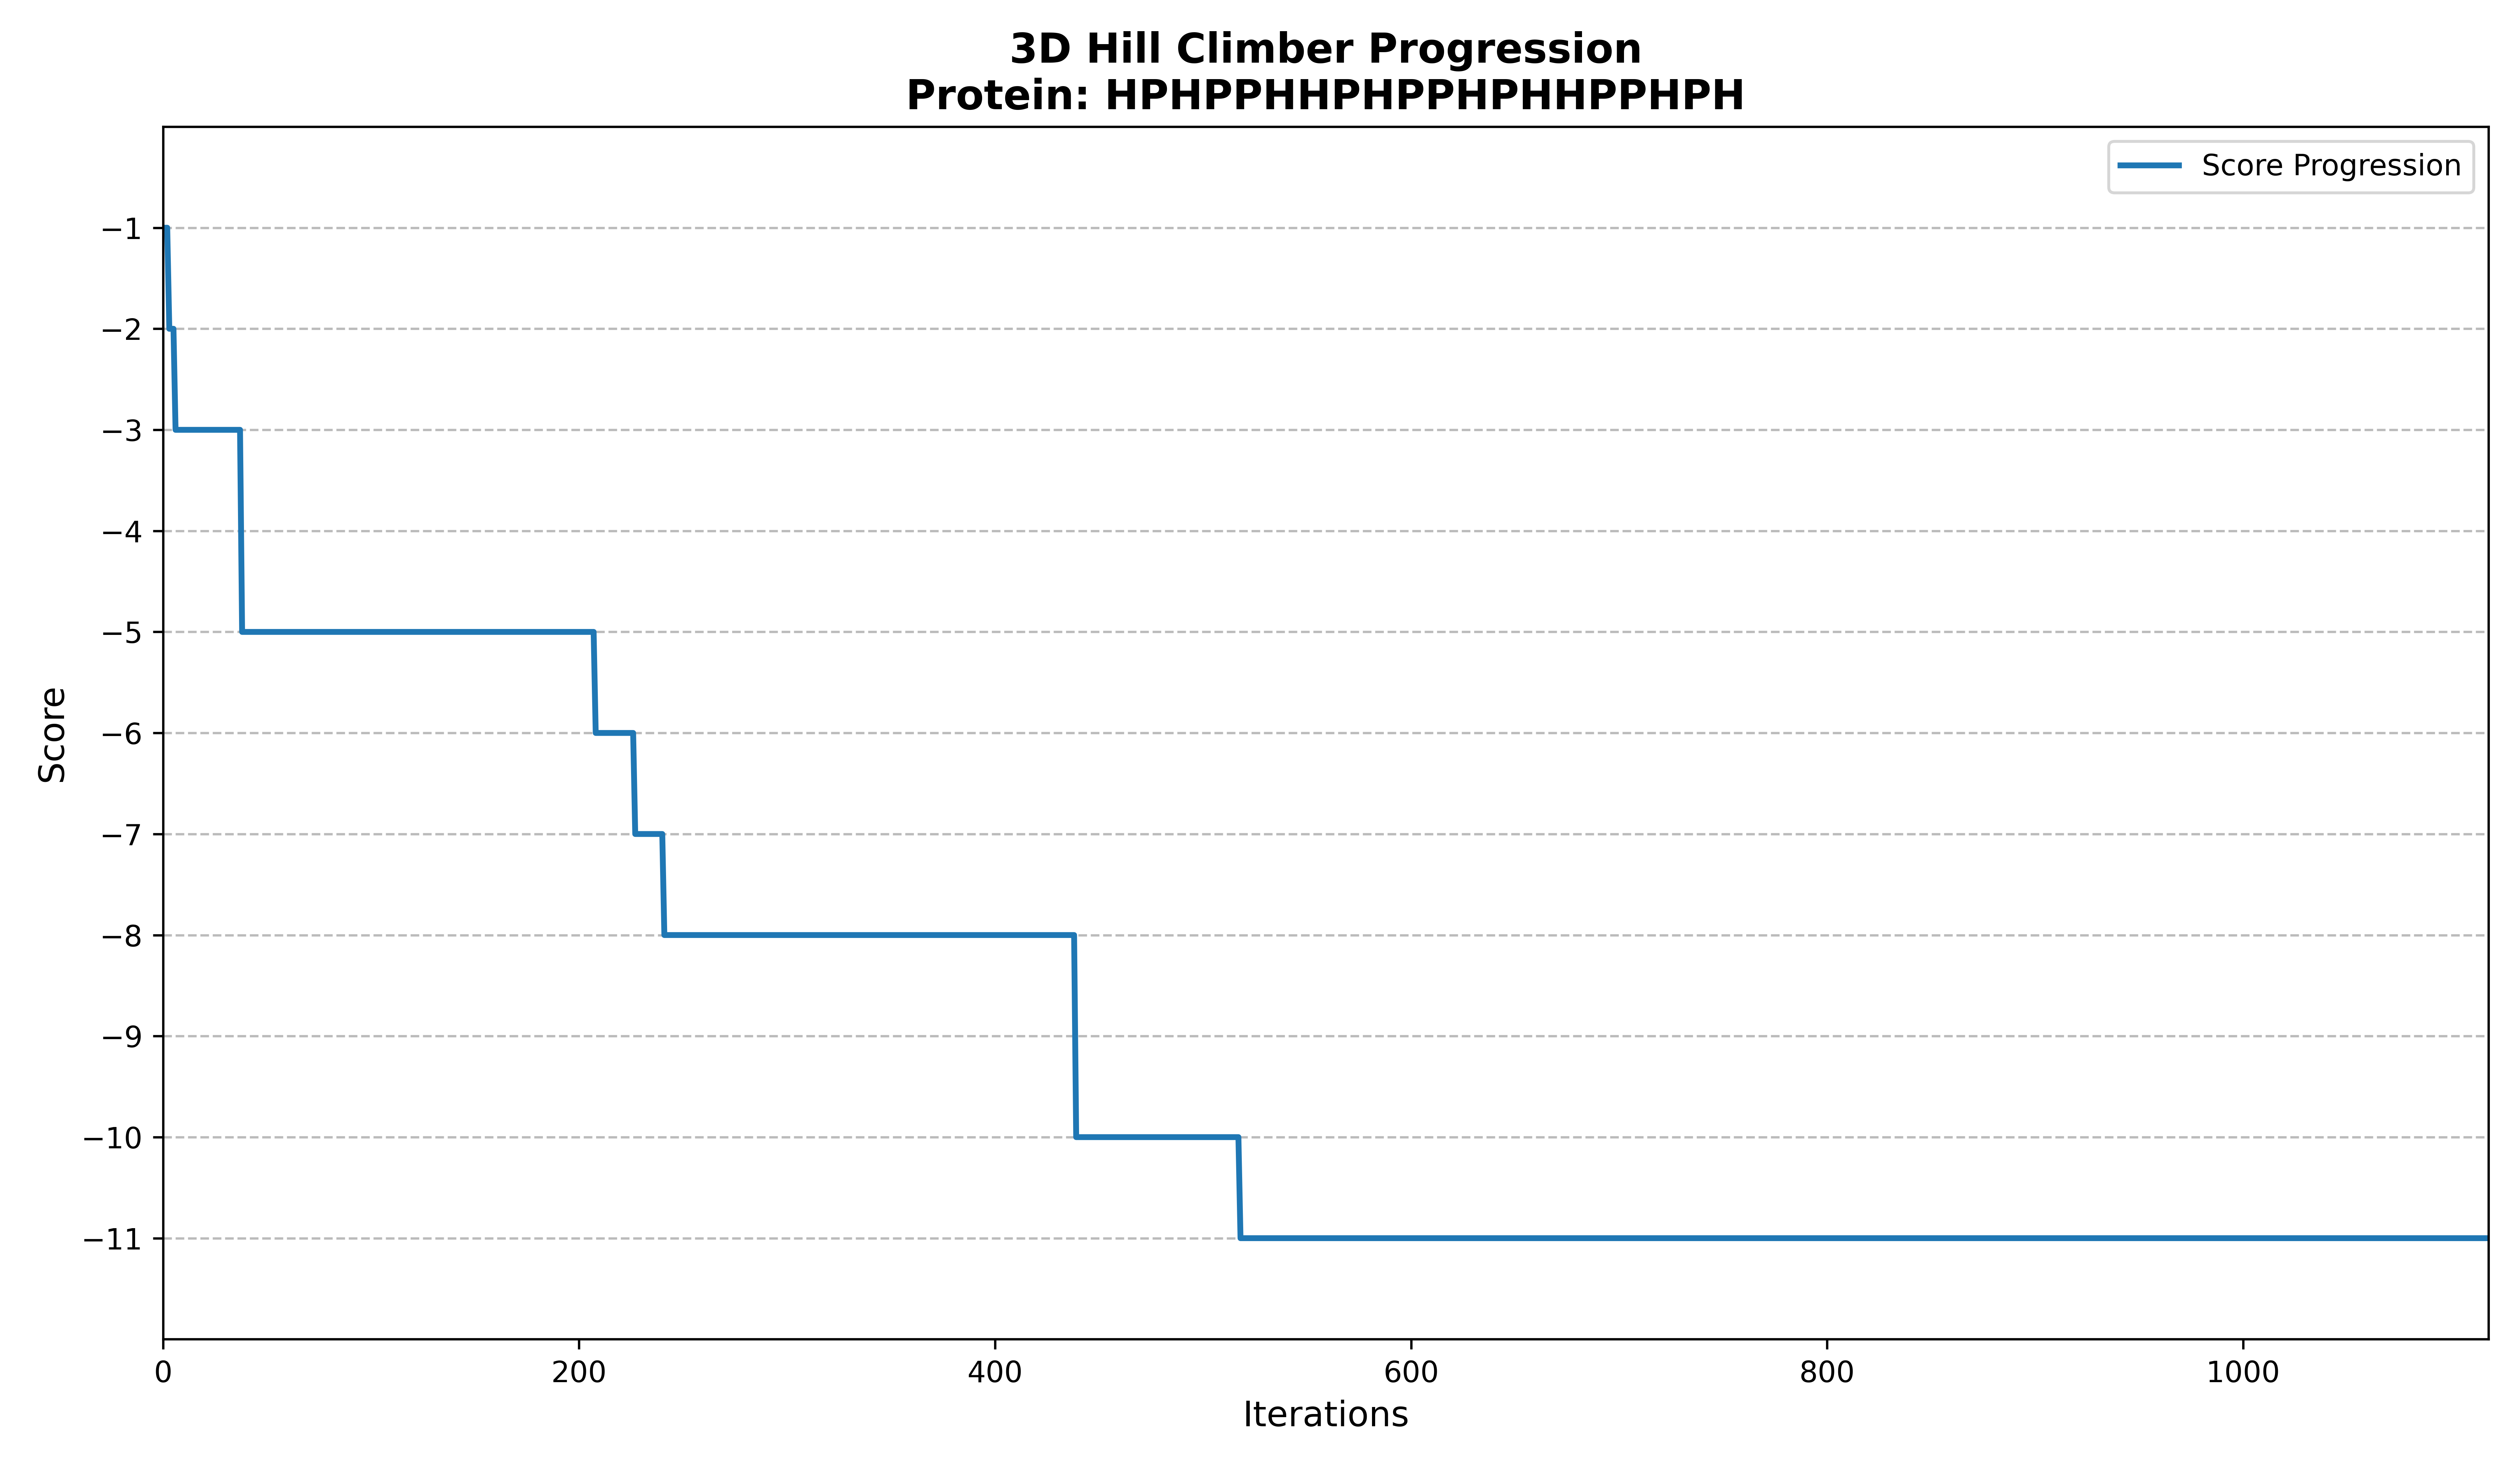 3D Hill Climber Progression
Protein: HPHPPHHPHPPHPHHPPHPH
Score Progression
−1
−2
−3
−4
−5
−6
−7
−8
−9
−10
−11
Score
0 200 400 600 800 1000
Iterations